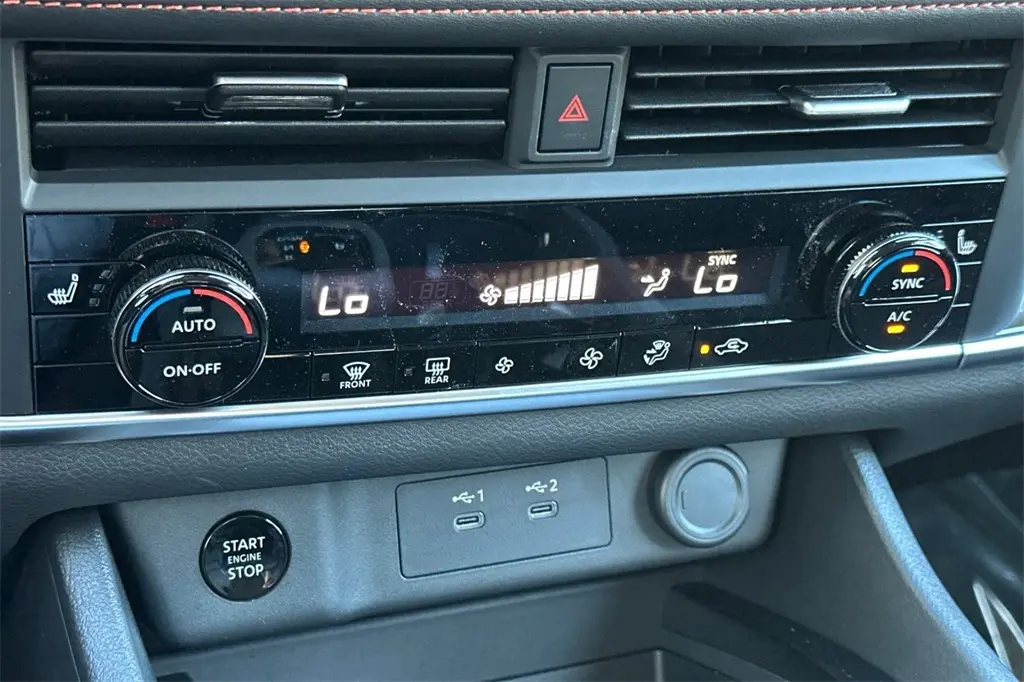 SYNC
Lo
Lo
AUTO
ON·OFF
FRONT
REAR
SYNC
A/C
1
2
START
ENGINE
STOP